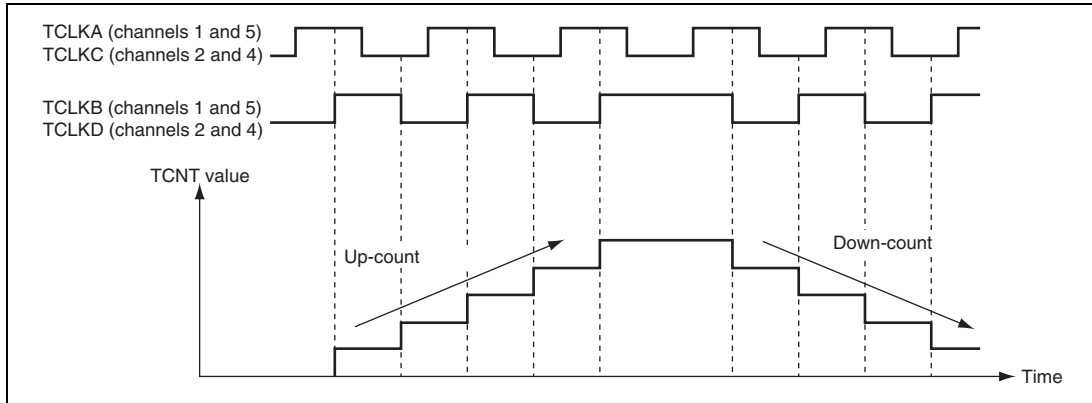 TCLKA (channels 1 and 5)
TCLKC (channels 2 and 4)
TCLKB (channels 1 and 5)
TCLKD (channels 2 and 4)
TCNT value
Up-count
Down-count
Time